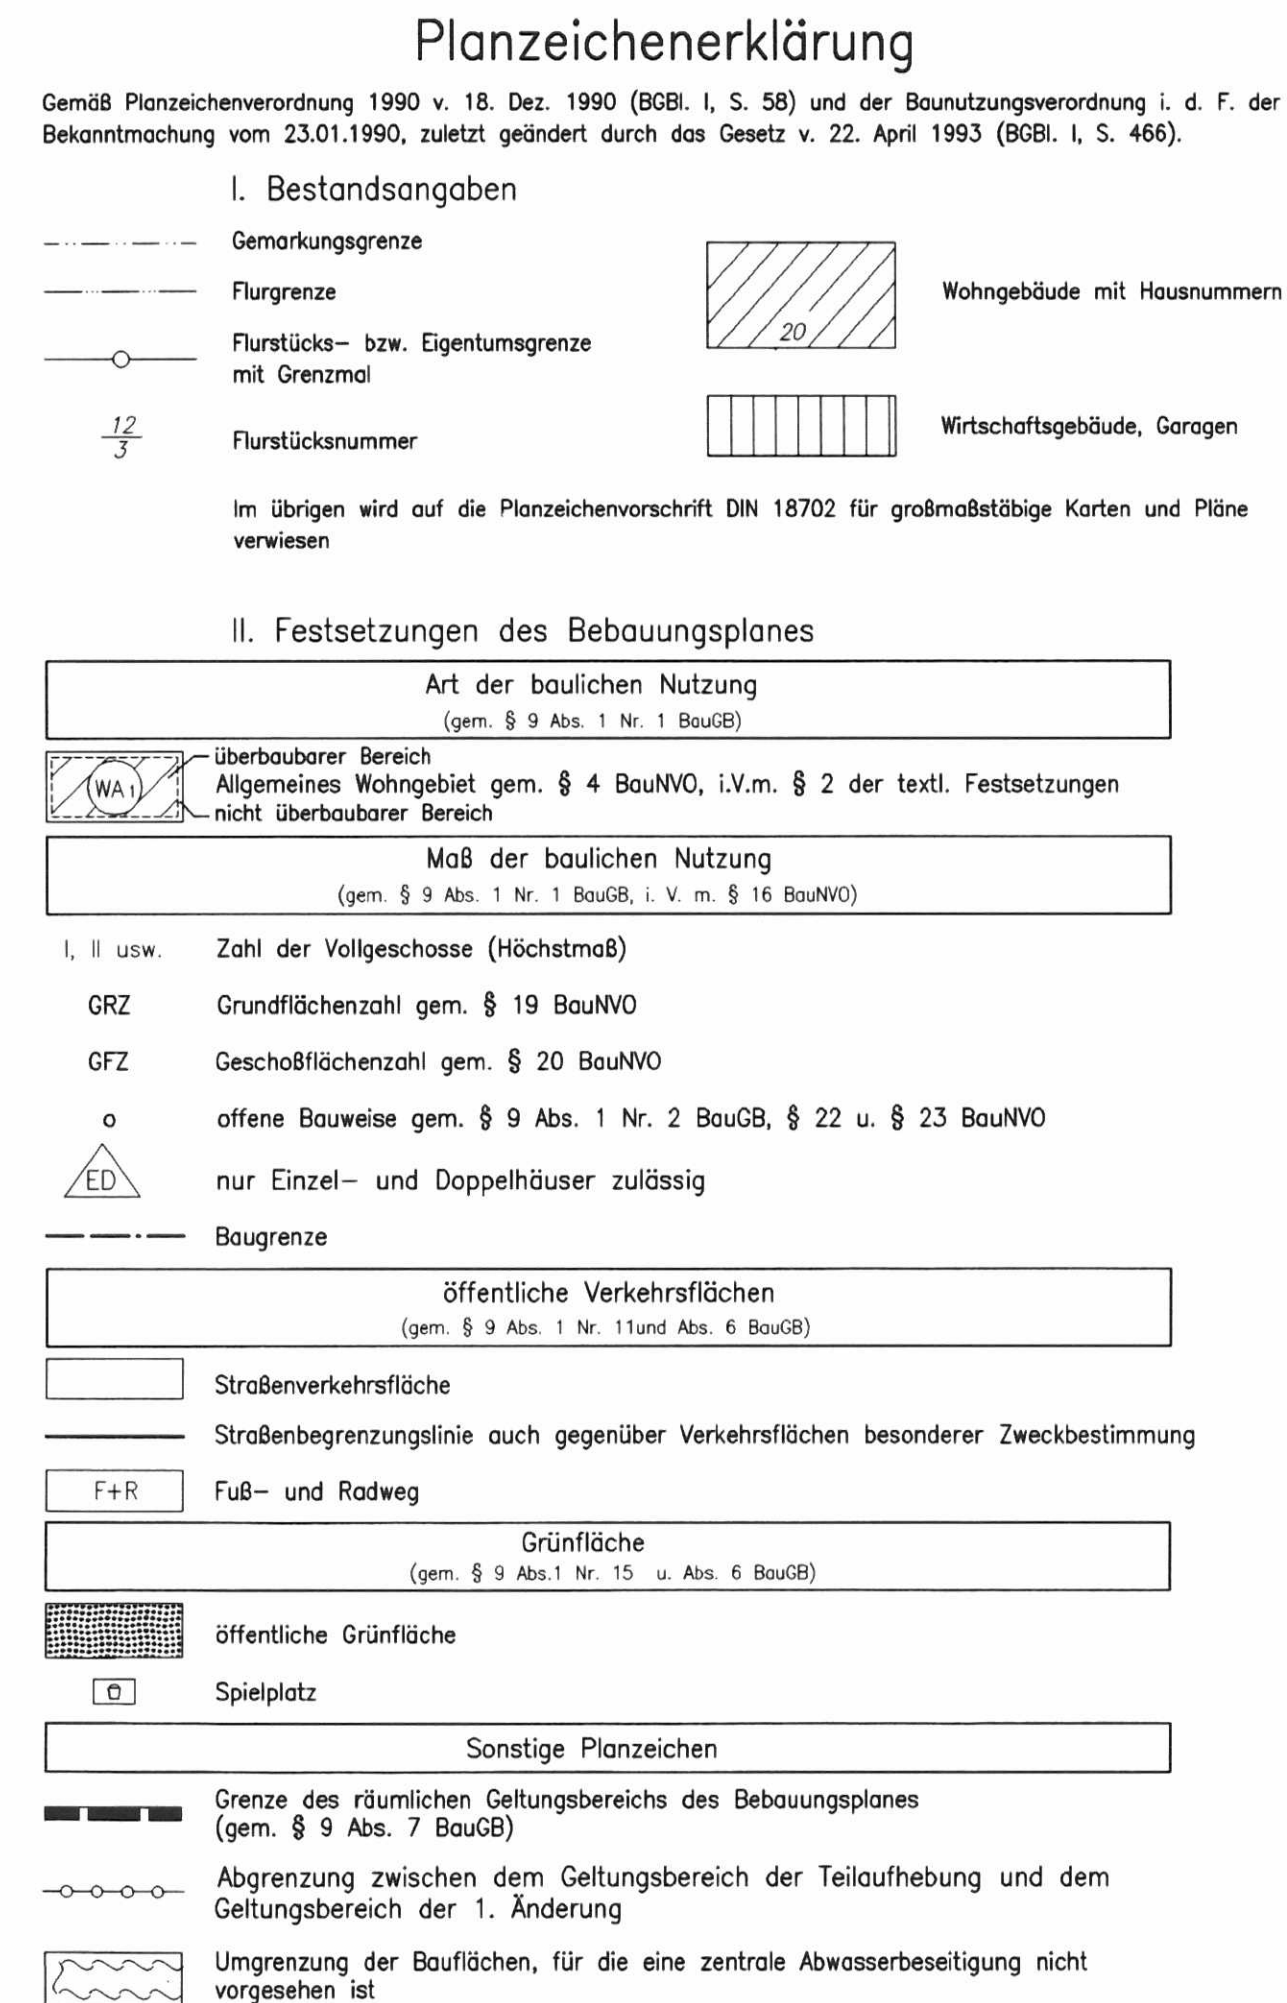 Planzeichenerklärung
Gemäß Planzeichenverordnung 1990 v. 18. Dez. 1990 (BGBl. I, S. 58) und der Baunutzungsverordnung i. d. F. der
Bekanntmachung vom 23.01.1990, zuletzt geändert durch das Gesetz v. 22. April 1993 (BGBl. I, S. 466).
I. Bestandsangaben
Gemarkungsgrenze
Flurgrenze
Flurstücks- bzw. Eigentumsgrenze
mit Grenzmal
12
3
Flurstücksnummer
20
Wohngebäude mit Hausnummern
Wirtschaftsgebäude, Garagen
Im übrigen wird auf die Planzeichenvorschrift DIN 18702 für großmaßstäbige Karten und Pläne
verwiesen
II. Festsetzungen des Bebauungsplanes
Art der baulichen Nutzung
(gem. § 9 Abs. 1 Nr. 1 BauGB)
überbaubarer Bereich
WA 1 Allgemeines Wohngebiet gem. § 4 BauNVO, i.V.m. § 2 der textl. Festsetzungen
nicht überbaubarer Bereich
Maß der baulichen Nutzung
(gem. § 9 Abs. 1 Nr. 1 BauGB, i. V. m. § 16 BauNVO)
I, II usw. Zahl der Vollgeschosse (Höchstmaß)
GRZ Grundflächenzahl gem. § 19 BauNVO
GFZ Geschoßflächenzahl gem. § 20 BauNVO
o offene Bauweise gem. § 9 Abs. 1 Nr. 2 BauGB, § 22 u. § 23 BauNVO
ED nur Einzel- und Doppelhäuser zulässig
Baugrenze
öffentliche Verkehrsflächen
(gem. § 9 Abs. 1 Nr. 11und Abs. 6 BauGB)
Straßenverkehrsfläche
Straßenbegrenzungslinie auch gegenüber Verkehrsflächen besonderer Zweckbestimmung
F+R Fuß- und Radweg
Grünfläche
(gem. § 9 Abs.1 Nr. 15 u. Abs. 6 BauGB)
öffentliche Grünfläche
Spielplatz
Sonstige Planzeichen
Grenze des räumlichen Geltungsbereichs des Bebauungsplanes
(gem. § 9 Abs. 7 BauGB)
Abgrenzung zwischen dem Geltungsbereich der Teilaufhebung und dem
Geltungsbereich der 1. Änderung
Umgrenzung der Bauflächen, für die eine zentrale Abwasserbeseitigung nicht
vorgesehen ist